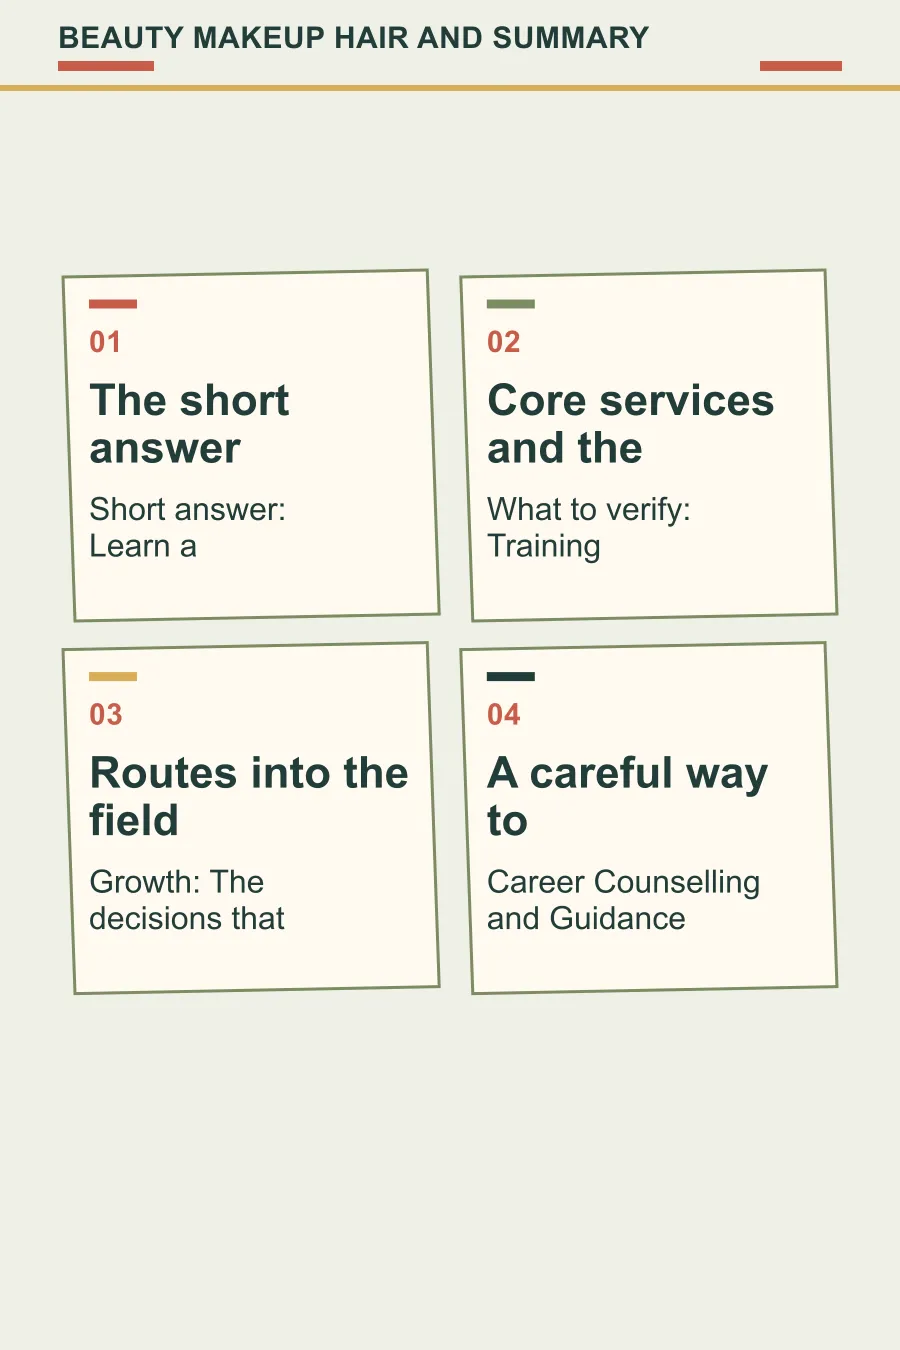 BEAUTY MAKEUP HAIR AND SUMMARY
01
The short
answer
Short answer:
Learn a
02
Core services
and the
What to verify:
Training
03
Routes into the
field
Growth: The
decisions that
04
A careful way
to
Career Counselling
and Guidance